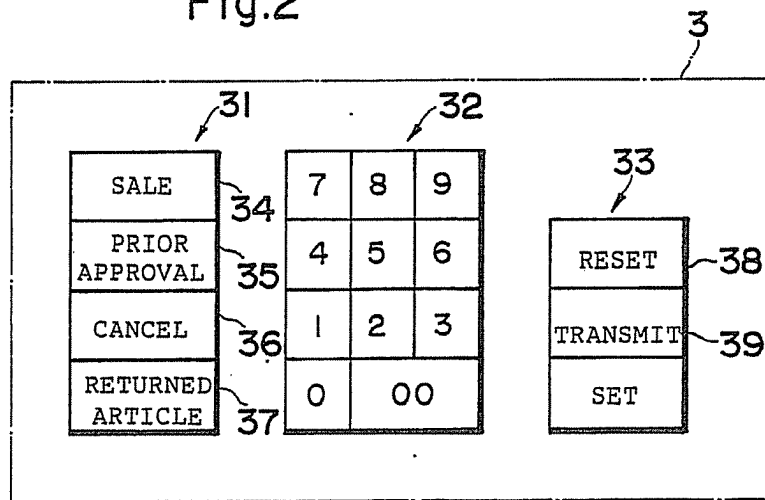 Fig.2
3
31
32
33
SALE
34
PRIOR
APPROVAL
35
CANCEL
36
RETURNED
ARTICLE
37
7 8 9
4 5 6
1 2 3
0 00
RESET
38
TRANSMIT
39
SET